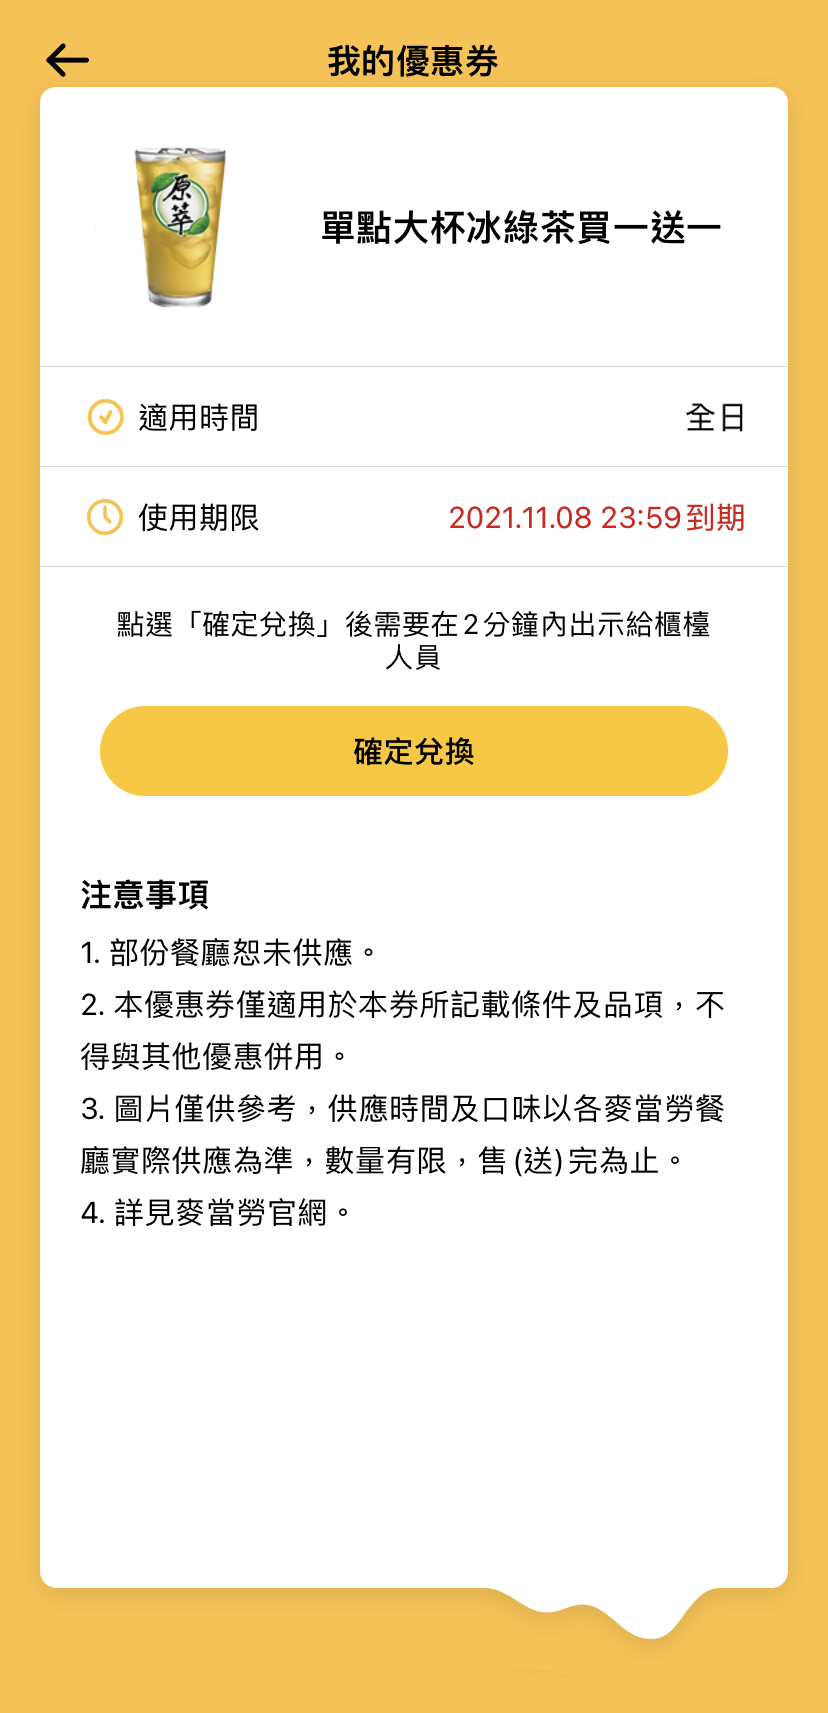 我的優惠券
原
萃
單點大杯冰綠茶買一送一
適用時間
全日
使用期限
2021.11.08 23:59到期
點選「確定兌換」後需要在2分鐘內出示給櫃檯
人員
確定兌換
注意事項
1. 部份餐廳恕未供應。
2. 本優惠券僅適用於本券所記載條件及品項，不
得與其他優惠併用。
3. 圖片僅供參考，供應時間及口味以各麥當勞餐
廳實際供應為準，數量有限，售(送)完為止。
4. 詳見麥當勞官網。